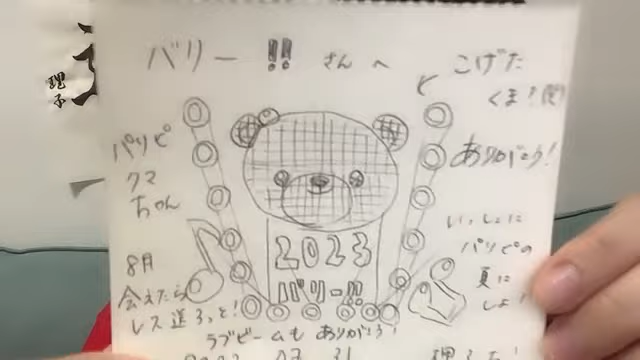 バリー!! さんへ
こげた
くま?(笑)
ありがとう!
いっしょに
パリピの
夏に
しよ!
パリピ
クマ
ちゃん
8月
会えたら
レス送るっと!
2023
バリー!!
ラブビームも ありがとう!
理子